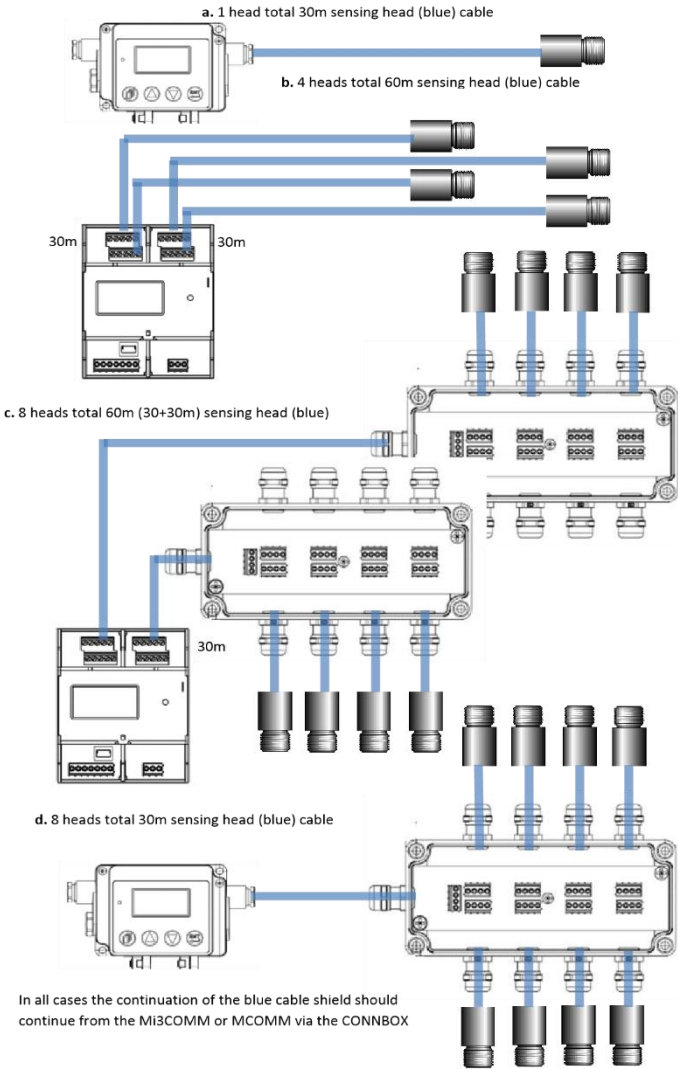 a. 1 head total 30m sensing head (blue) cable
b. 4 heads total 60m sensing head (blue) cable
30m
30m
c. 8 heads total 60m (30+30m) sensing head (blue)
30m
d. 8 heads total 30m sensing head (blue) cable
In all cases the continuation of the blue cable shield should
continue from the Mi3COMM or MCOMM via the CONNBOX